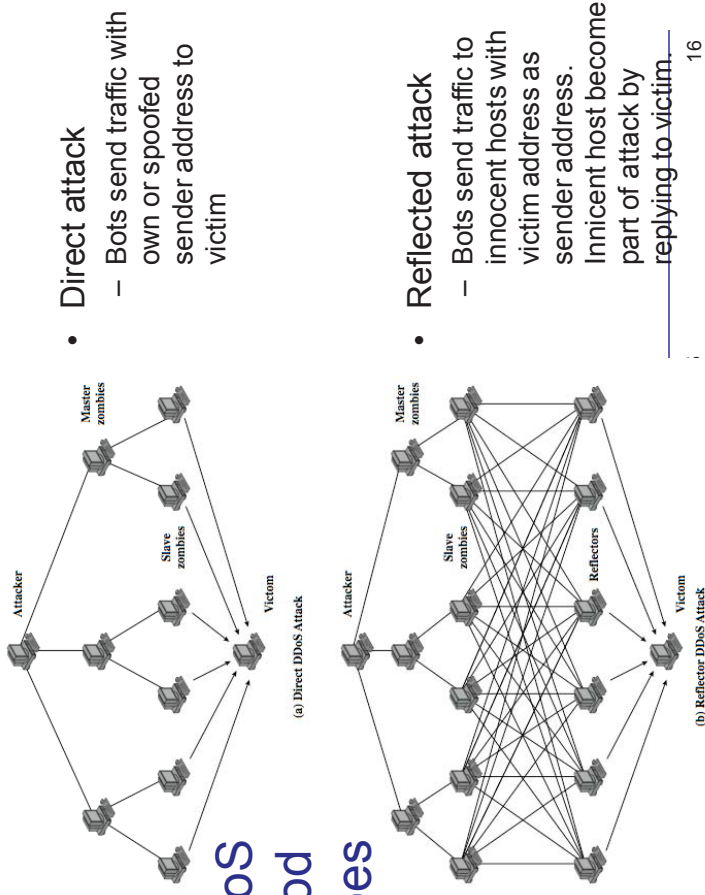 oS
od
es
Attacker
Master
zombies
Slave
zombies
Victom
(a) Direct DDoS Attack
Attacker
Master
zombies
Slave
zombies
Reflectors
Victom
(b) Reflector DDoS Attack
• Direct attack
– Bots send traffic with
own or spoofed
sender address to
victim
• Reflected attack
– Bots send traffic to
innocent hosts with
victim address as
sender address.
Innicent host become
part of attack by
replying to victim.
16